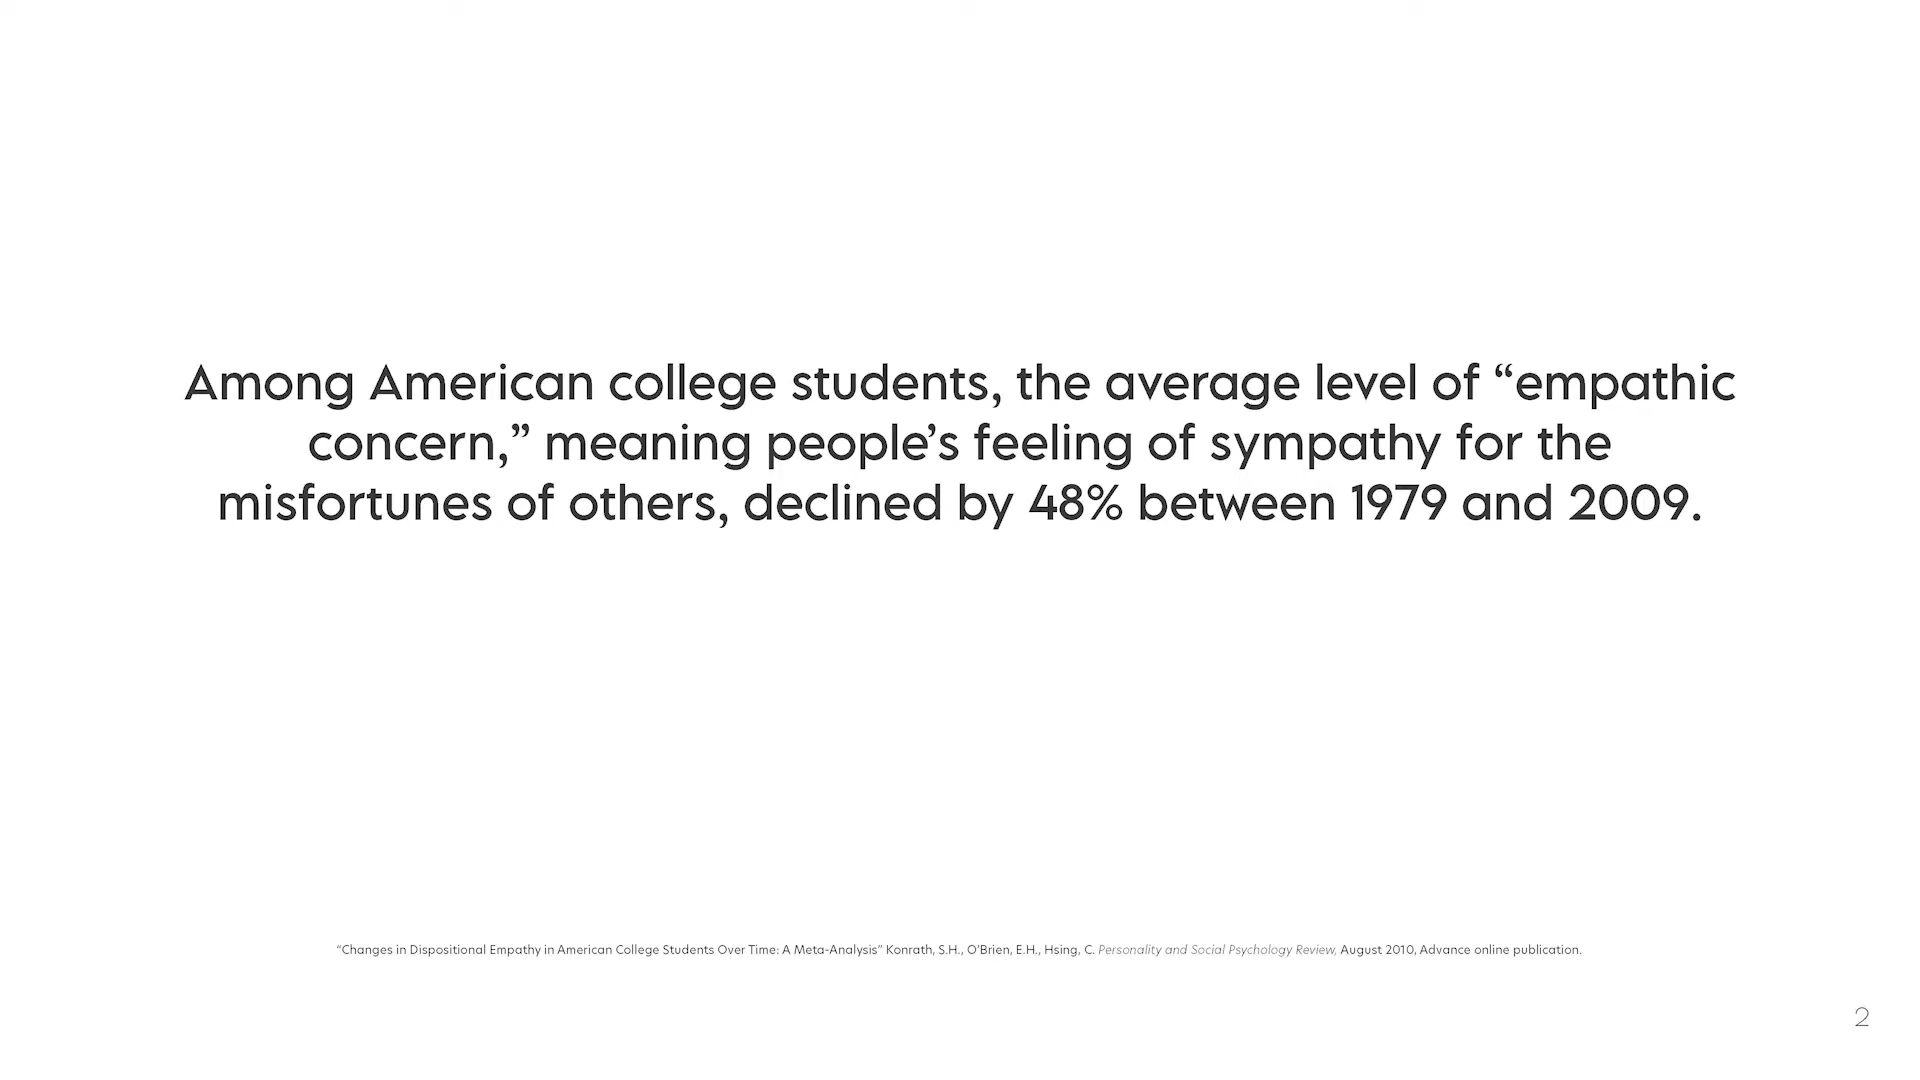 Among American college students, the average level of “empathic
concern,” meaning people’s feeling of sympathy for the
misfortunes of others, declined by 48% between 1979 and 2009.
“Changes in Dispositional Empathy in American College Students Over Time: A Meta-Analysis” Konrath, S.H., O’Brien, E.H., Hsing, C. Personality and Social Psychology Review, August 2010, Advance online publication.
2